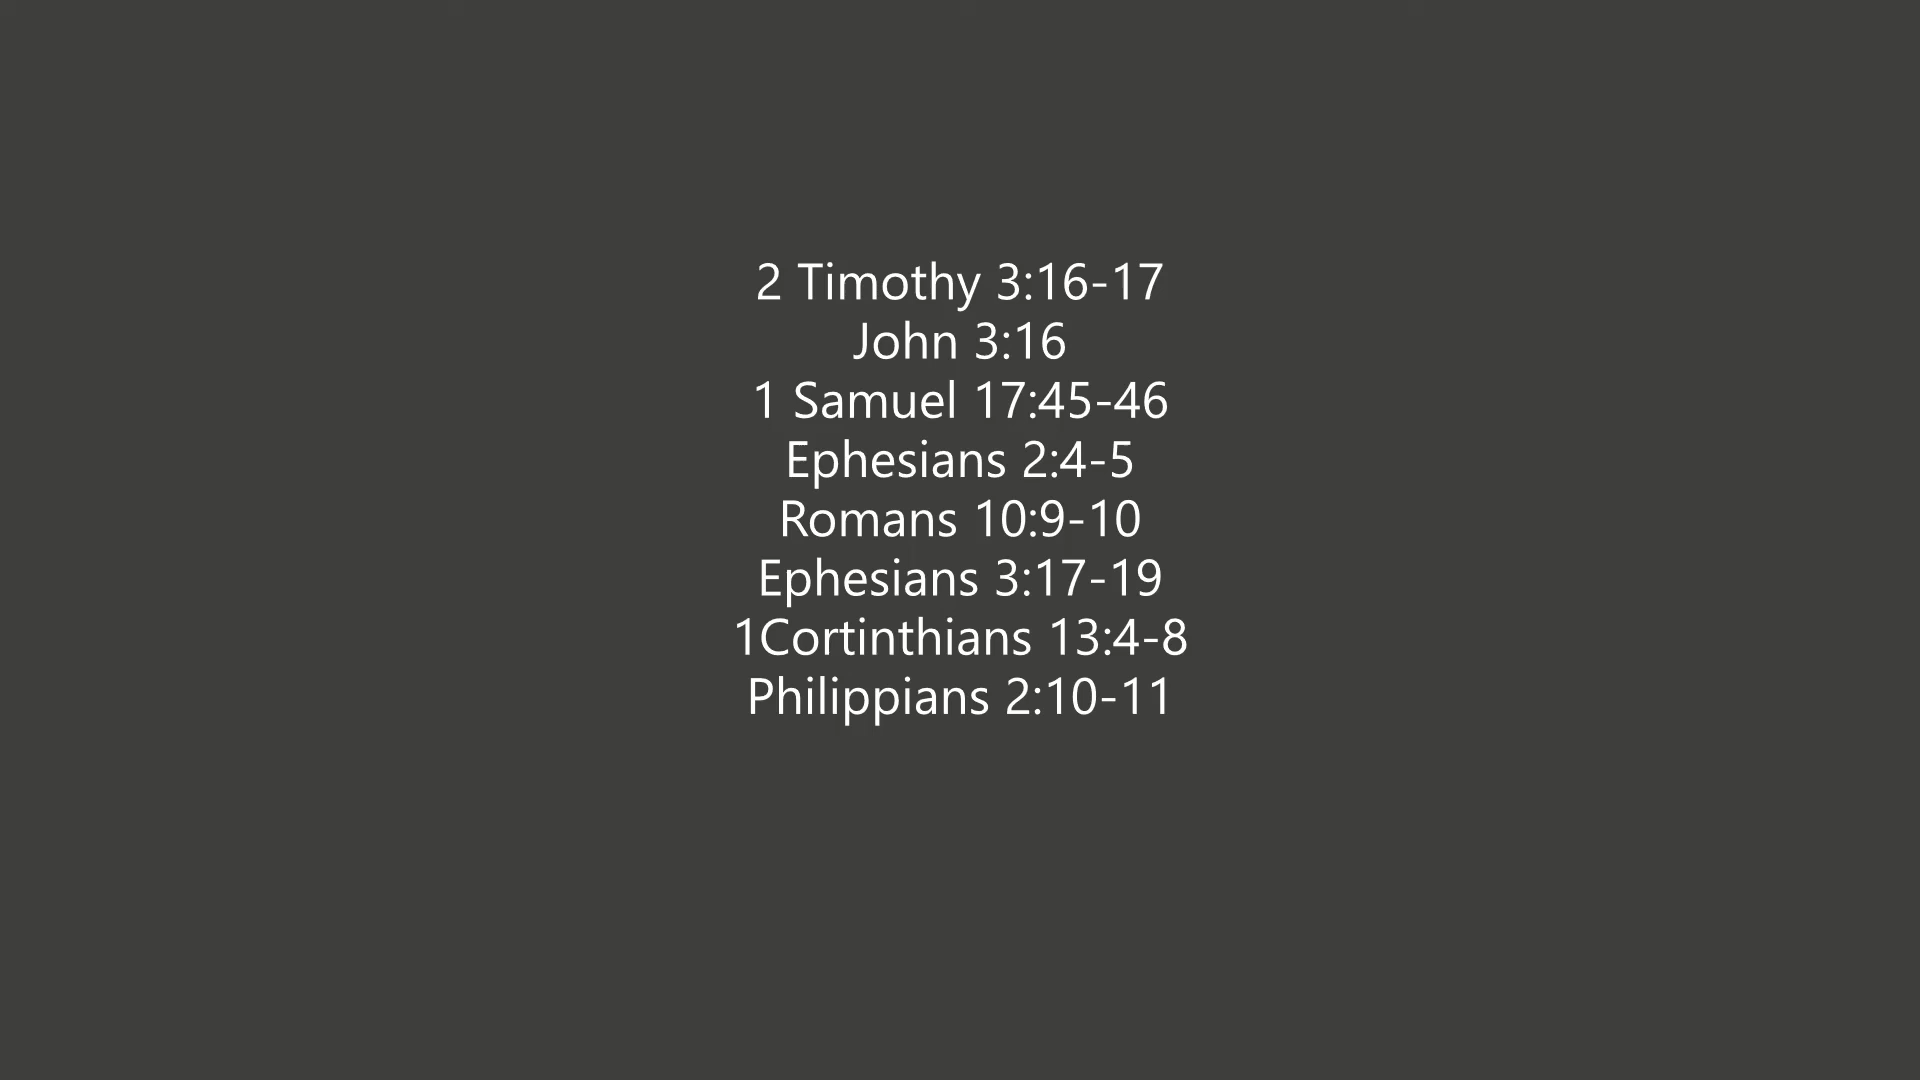 2 Timothy 3:16-17
John 3:16
1 Samuel 17:45-46
Ephesians 2:4-5
Romans 10:9-10
Ephesians 3:17-19
1Cortinthians 13:4-8
Philippians 2:10-11